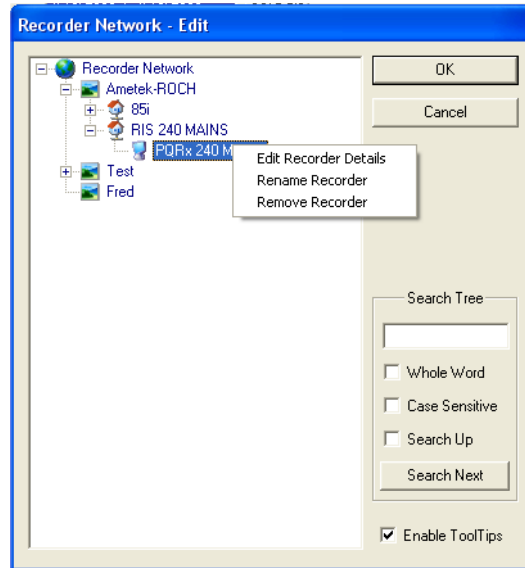 Recorder Network - Edit
Recorder Network
Ametek-ROCH
85i
RIS 240 MAINS
PQRx 240 M
Test
Fred
Edit Recorder Details
Rename Recorder
Remove Recorder
OK
Cancel
Search Tree
Whole Word
Case Sensitive
Search Up
Search Next
Enable ToolTips